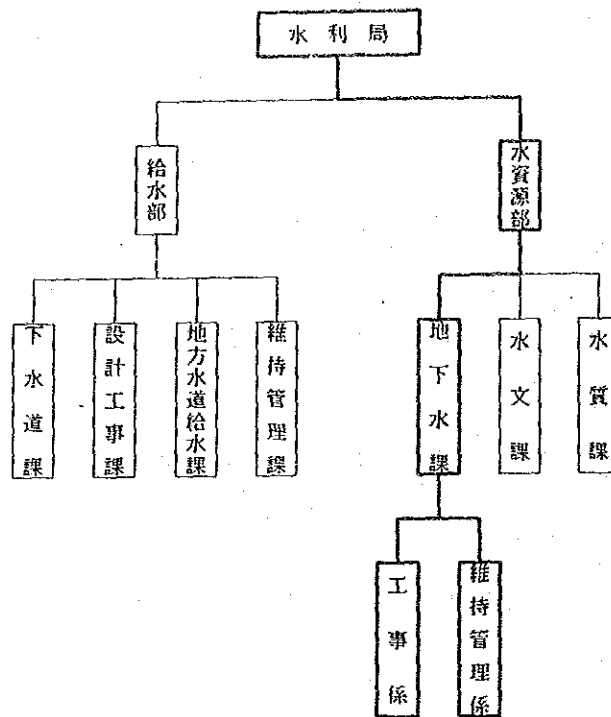 水利局
給水部
水資源部
下水道課
設計工事課
地方水道給水課
維持管理課
地下水課
水文課
水質課
工事係
維持管理係